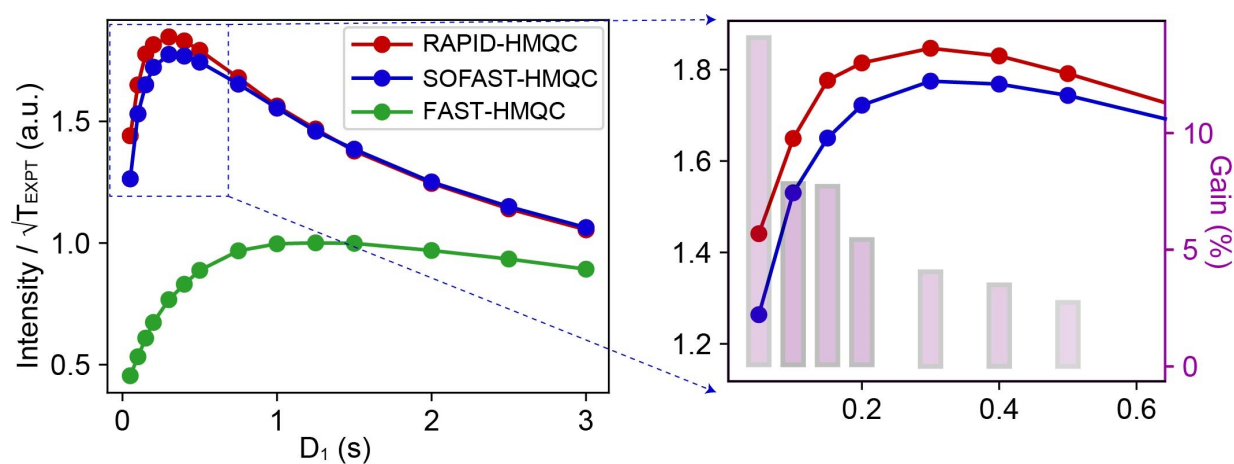 Intensity / √T_EXPT (a.u.)
1.5
1.0
0.5
0
1
2
3
D₁ (s)
RAPID-HMQC
SOFAST-HMQC
FAST-HMQC
1.8
1.6
1.4
1.2
0.2
0.4
0.6
10
5
0
Gain (%)